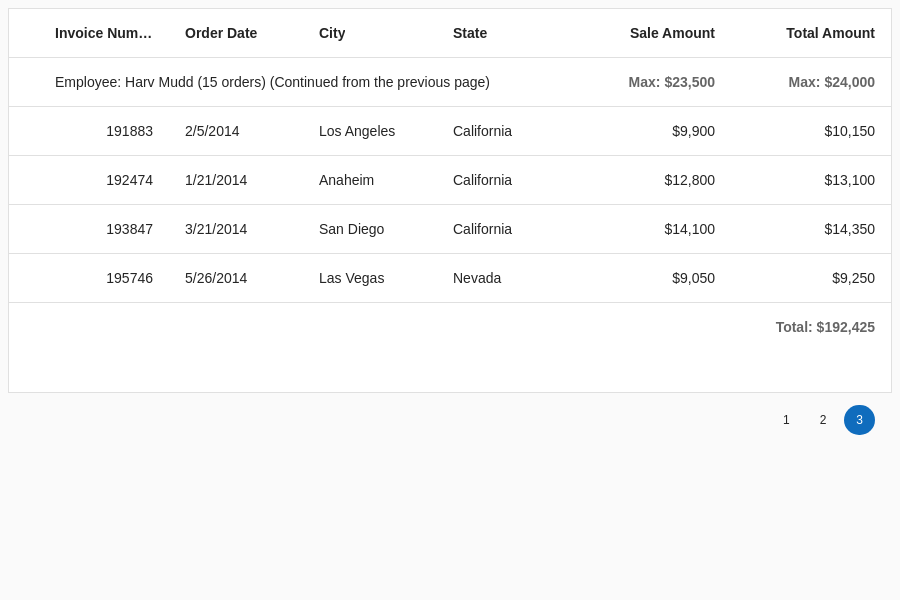 Invoice Num… Order Date City State Sale Amount Total Amount
Employee: Harv Mudd (15 orders) (Continued from the previous page) Max: $23,500 Max: $24,000
191883 2/5/2014 Los Angeles California $9,900 $10,150
192474 1/21/2014 Anaheim California $12,800 $13,100
193847 3/21/2014 San Diego California $14,100 $14,350
195746 5/26/2014 Las Vegas Nevada $9,050 $9,250
Total: $192,425
1 2 3